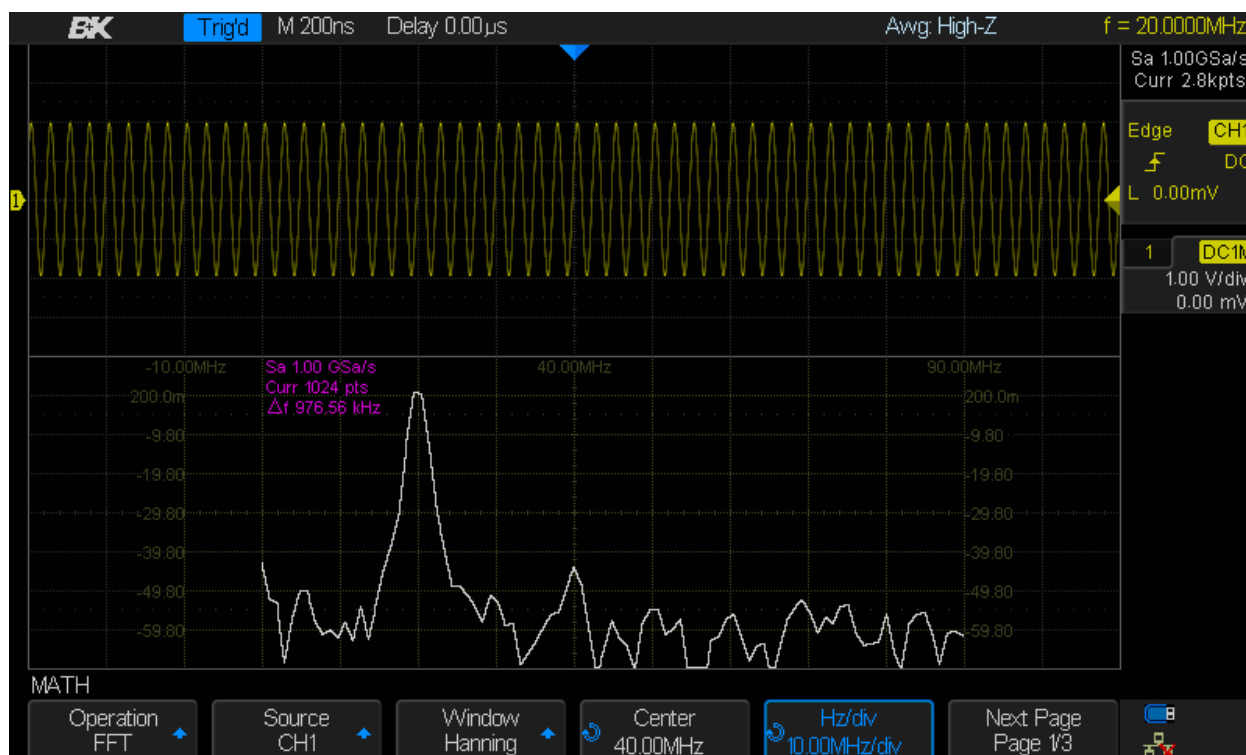 BK Trig'd M 200ns Delay 0.00µs Awg: High-Z f = 20.0000MHz
Sa 1.00GSa/s
Curr 2.8kpts
Edge CH1
DC
L 0.00mV
1
1 DC1M
1.00 V/div
0.00 mV
-10.00MHz 40.00MHz 90.00MHz
Sa 1.00 GSa/s
Curr 1024 pts
Δf 976.56 kHz
200.0m 200.0m
-9.80 -9.80
-19.80 -19.80
-29.80 -29.80
-39.80 -39.80
-49.80 -49.80
-59.80 -59.80
MATH
Operation Source Window Center Hz/div Next Page
FFT CH1 Hanning 40.00MHz 10.00MHz/div Page 1/3